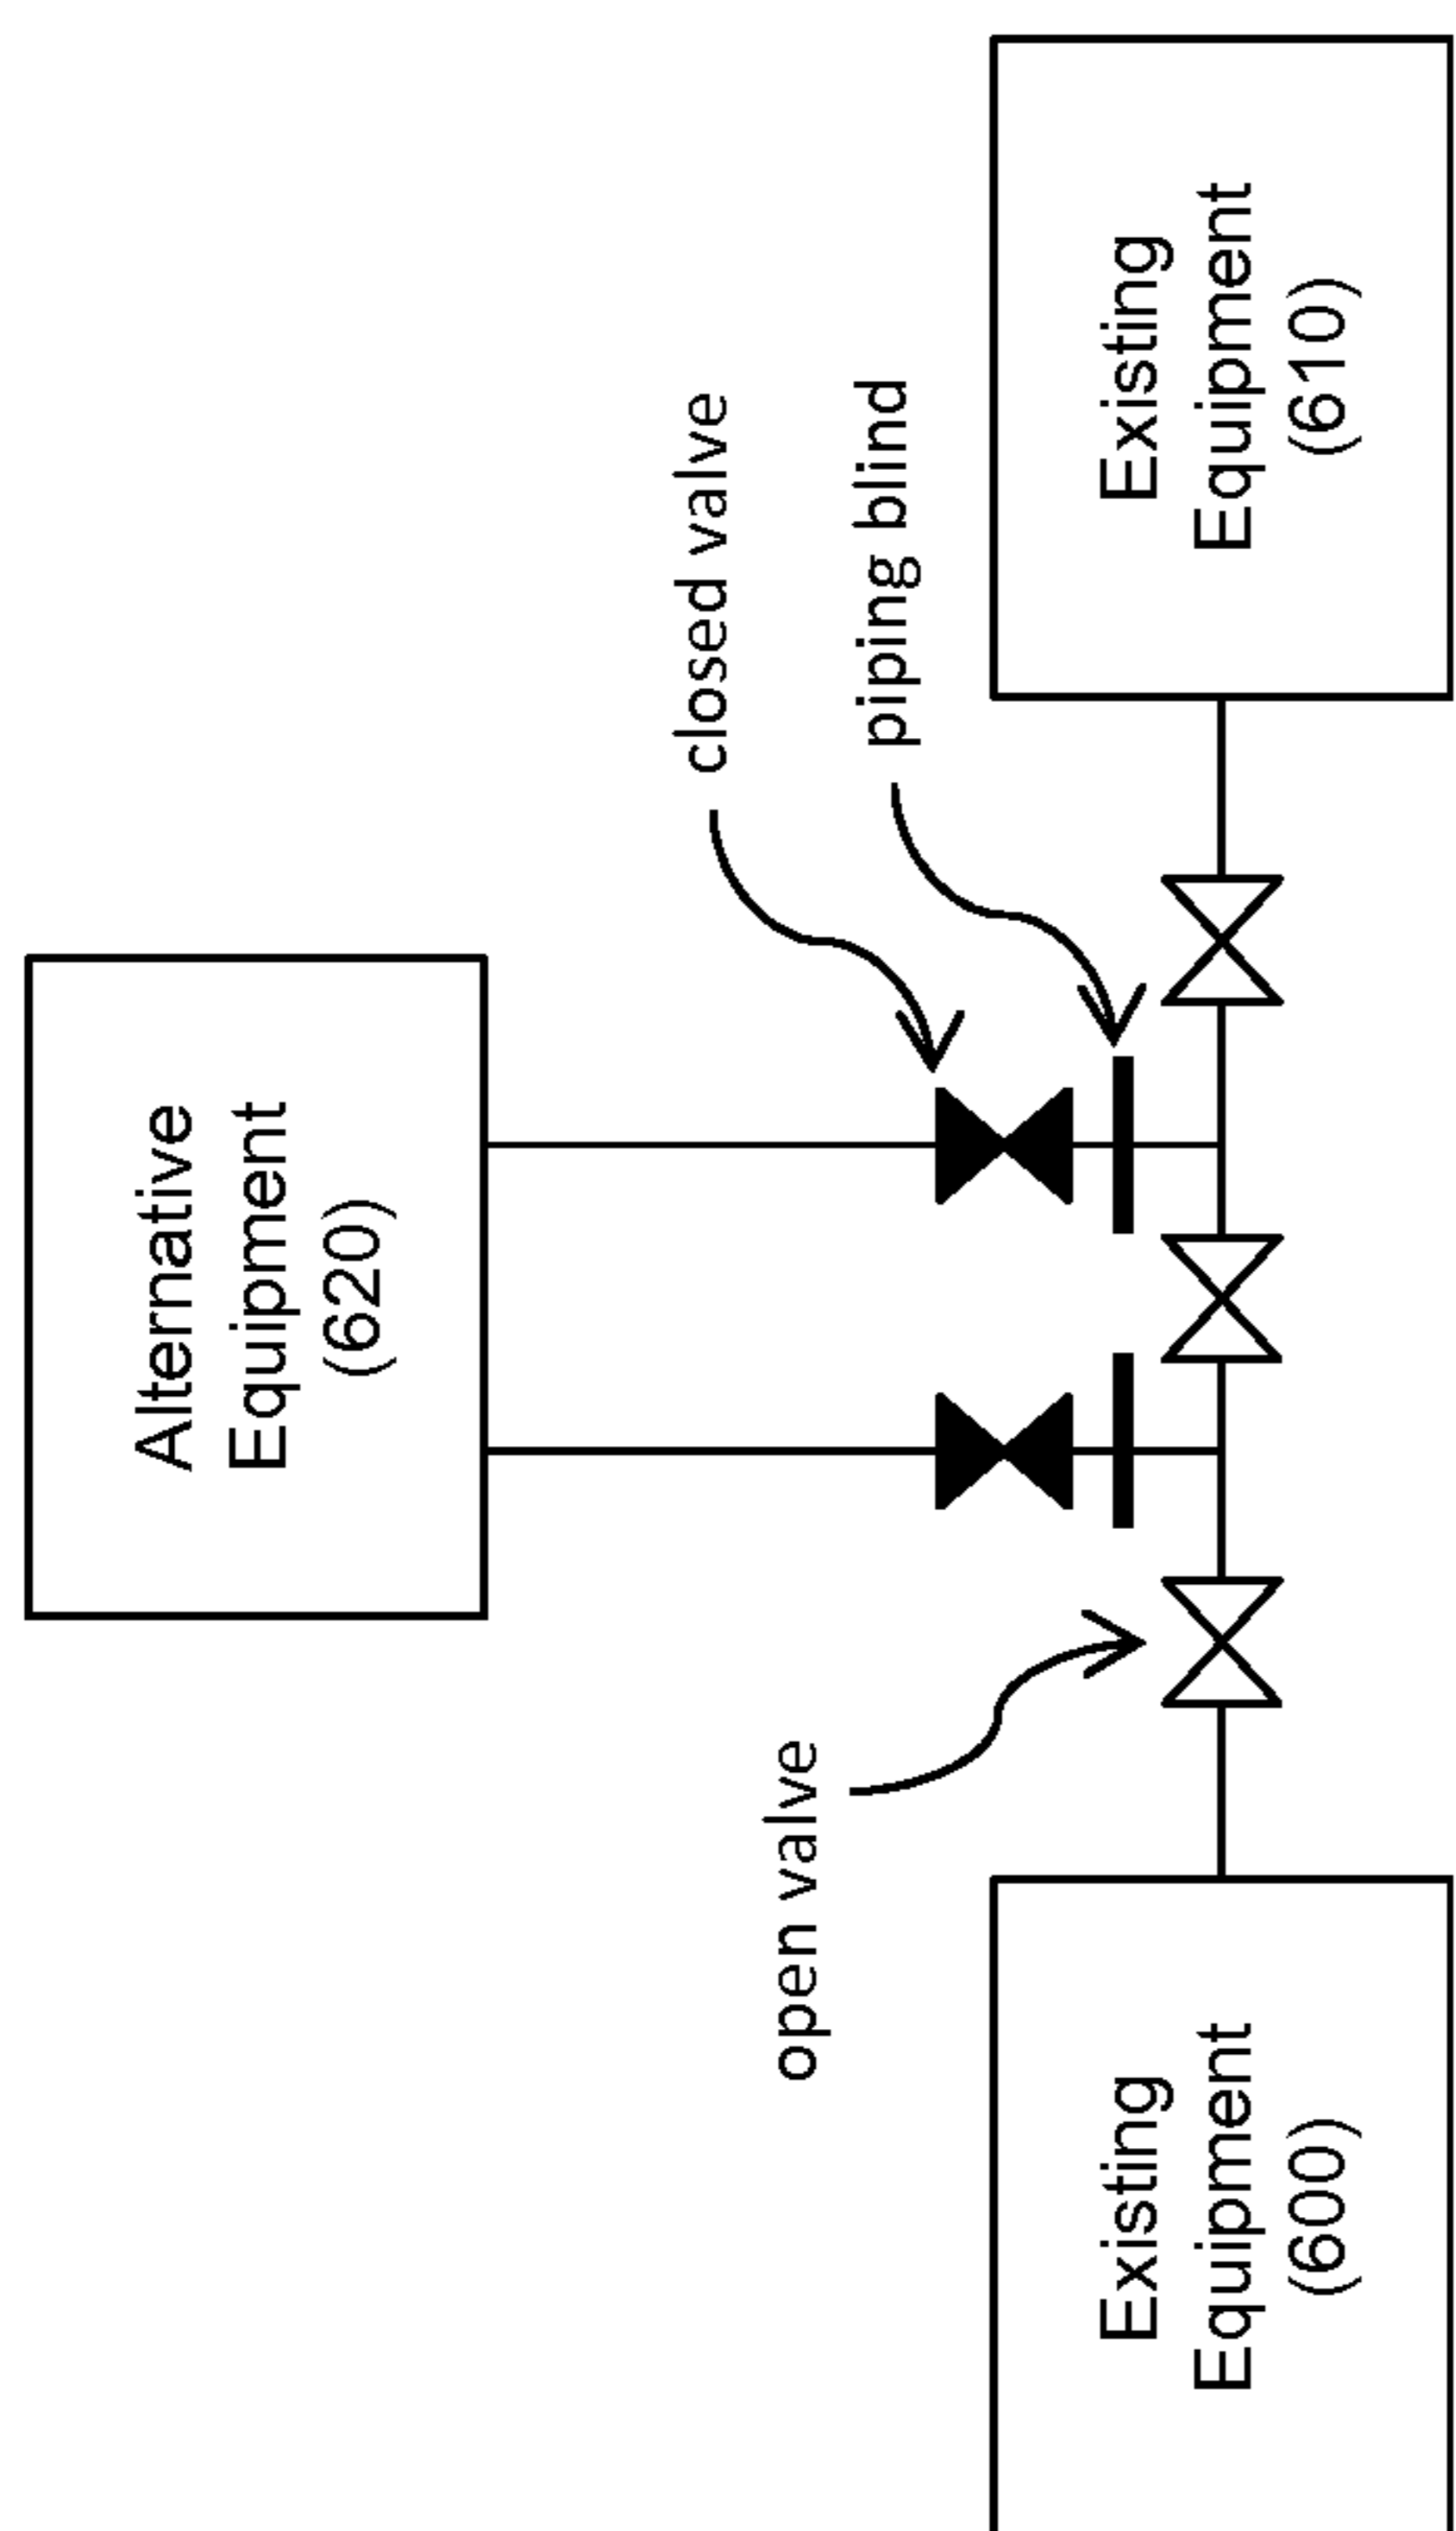 Alternative
Equipment
(620)
closed valve
piping blind
open valve
Existing
Equipment
(600)
Existing
Equipment
(610)